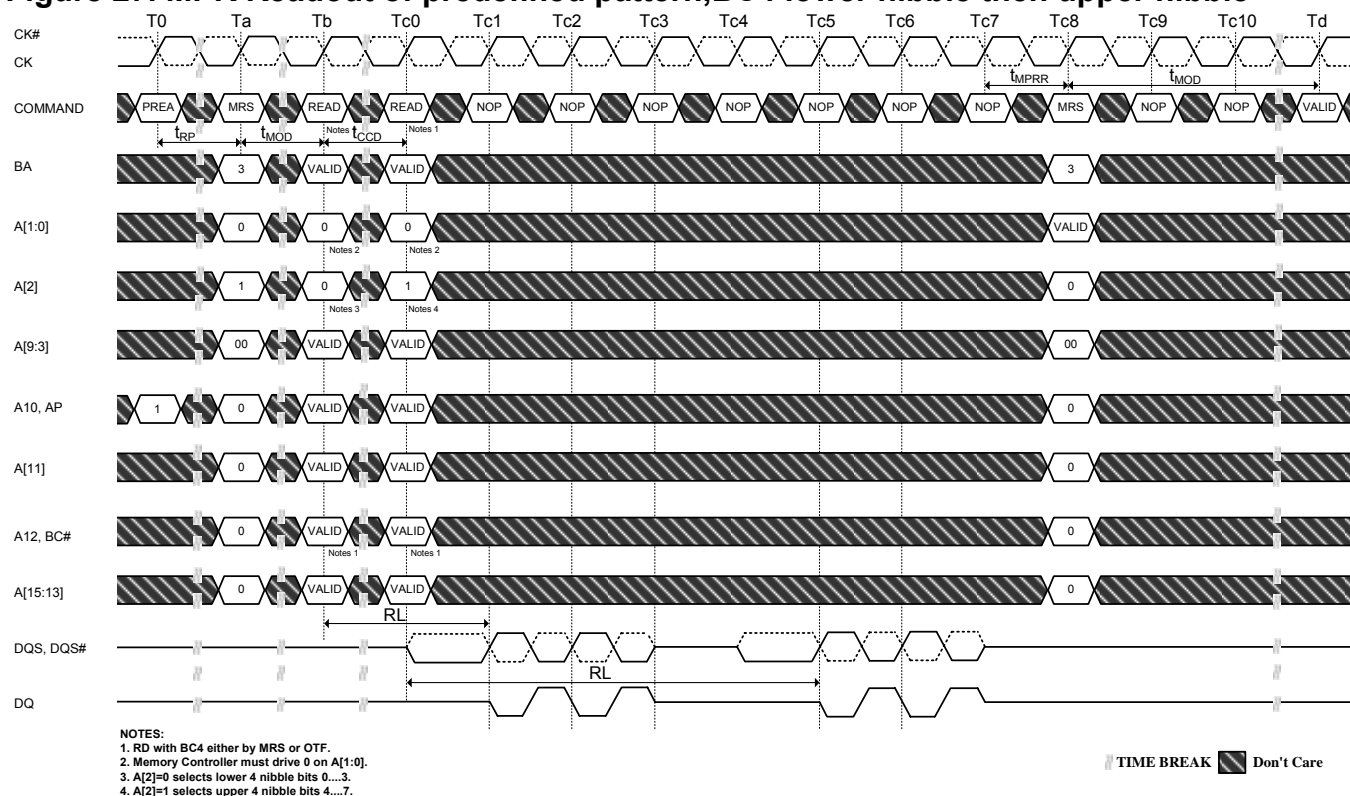 Figure MPR Readout of predefined pattern,BC4 lower nibble then upper nibble
T0 Ta Tb Tc0 Tc1 Tc2 Tc3 Tc4 Tc5 Tc6 Tc7 Tc8 Tc9 Tc10 Td
CK#
CK
tMPRR tMOD
COMMAND PREA MRS READ READ NOP NOP NOP NOP NOP NOP NOP MRS NOP NOP VALID
Notes 1 Notes 1
tRP tMOD tCCD
BA 3 VALID VALID 3
A[1:0] 0 0 0 VALID
Notes 2 Notes 2
A[2] 1 0 1 0
Notes 3 Notes 4
A[9:3] 00 VALID VALID 00
A10, AP 1 0 VALID VALID 0
A[11] 0 VALID VALID 0
A12, BC# 0 VALID VALID 0
Notes 1 Notes 1
A[15:13] 0 VALID VALID 0
RL
DQS, DQS#
RL
DQ
NOTES:
1. RD with BC4 either by MRS or OTF.
2. Memory Controller must drive 0 on A[1:0].
3. A[2]=0 selects lower 4 nibble bits 0....3.
4. A[2]=1 selects upper 4 nibble bits 4....7.
TIME BREAK Don't Care